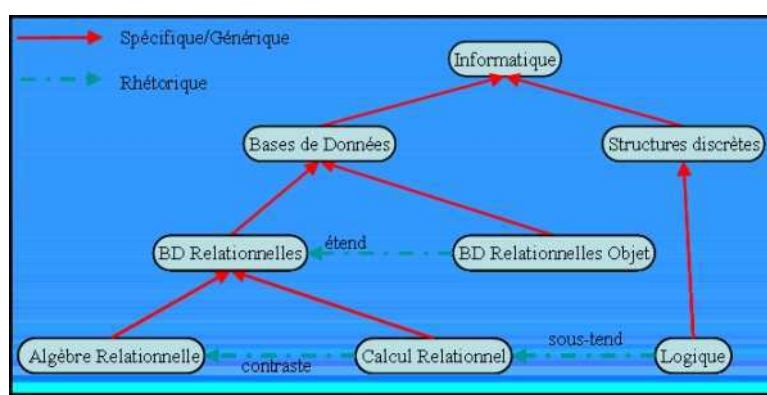 Spécifique/Générique
Rhétorique
Informatique
Bases de Données
Structures discrètes
BD Relationnelles
étend
BD Relationnelles Objet
Algèbre Relationnelle
contraste
Calcul Relationnel
sous-tend
Logique